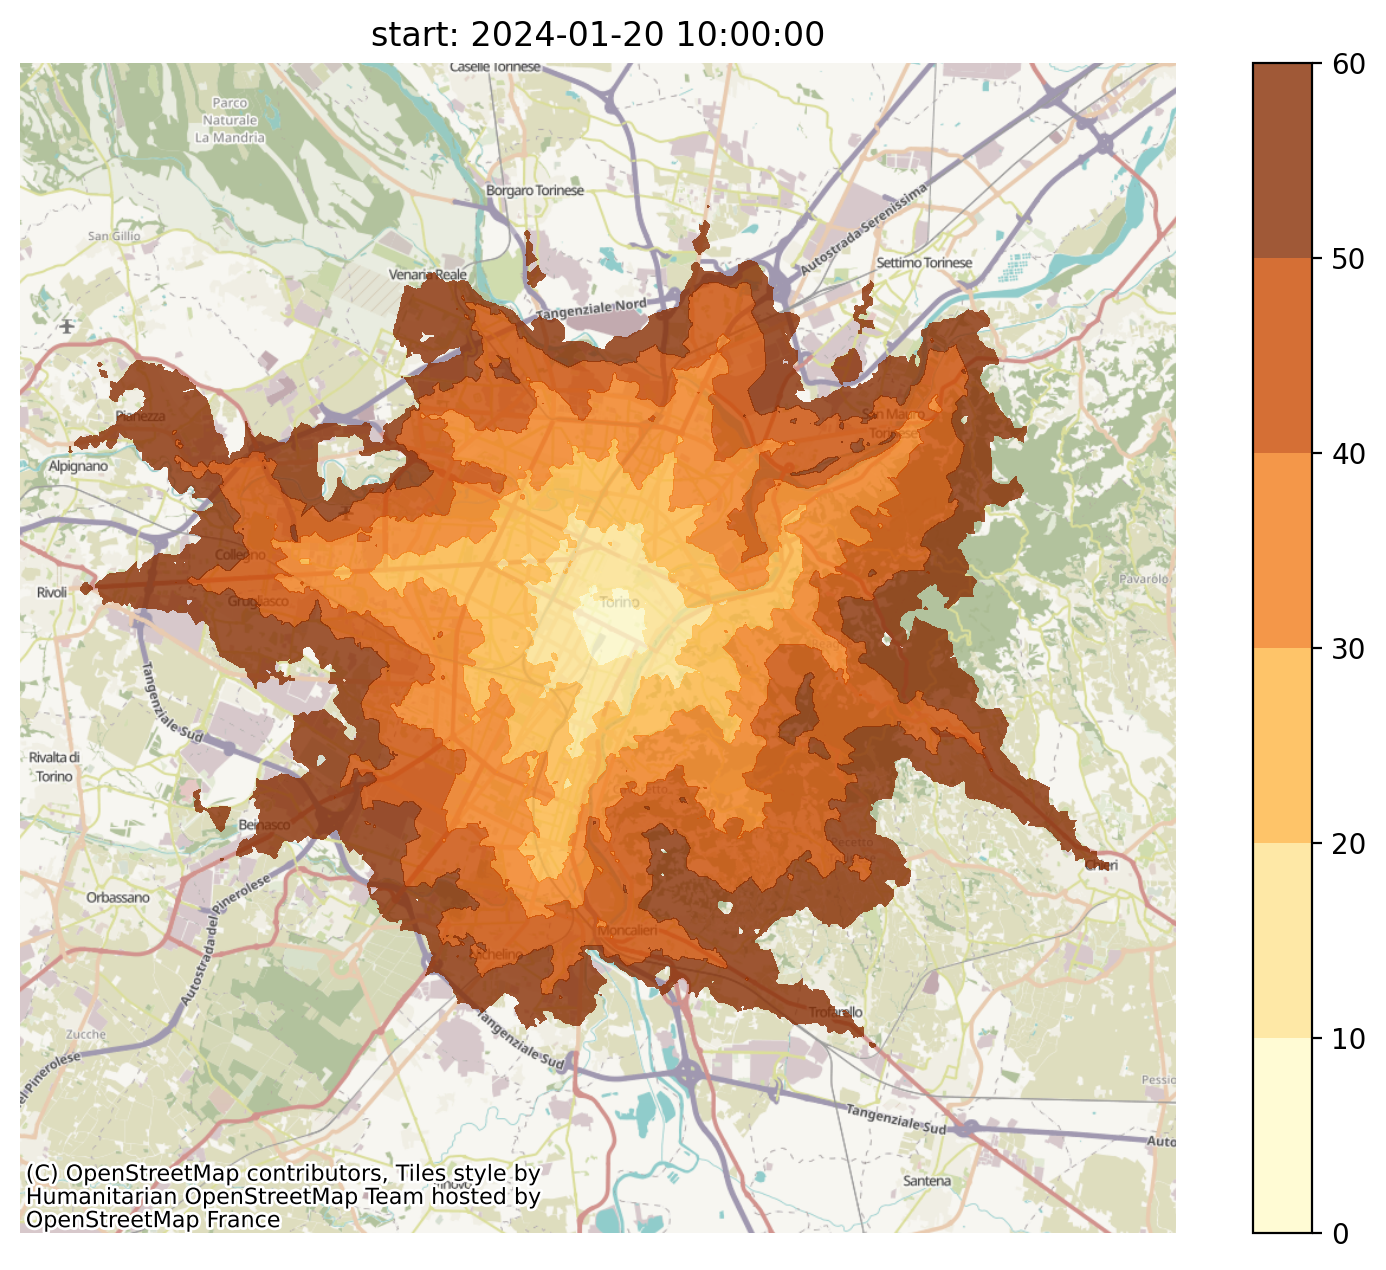 start: 2024-01-20 10:00:00
Caselle Torinese
Parco
Naturale
La Mandria
Borgaro Torinese
San Gillio
Autostrada Serenissima
Settimo Torinese
Venaria Reale
Tangenziale Nord
Pianezza
San Mauro
Torinese
Alpignano
Collegno
Pavarolo
Rivoli
Grugliasco
Torino
Tangenziale Sud
Rivalta di
Torino
Beinasco
Chieri
Orbassano
Autostrada del Pinerolese
Moncalieri
Trofarello
Zucche
Tangenziale Sud
Pessio
Tangenziale Sud
Auto
Santena
(C) OpenStreetMap contributors, Tiles style by
Humanitarian OpenStreetMap Team hosted by
OpenStreetMap France
60
50
40
30
20
10
0